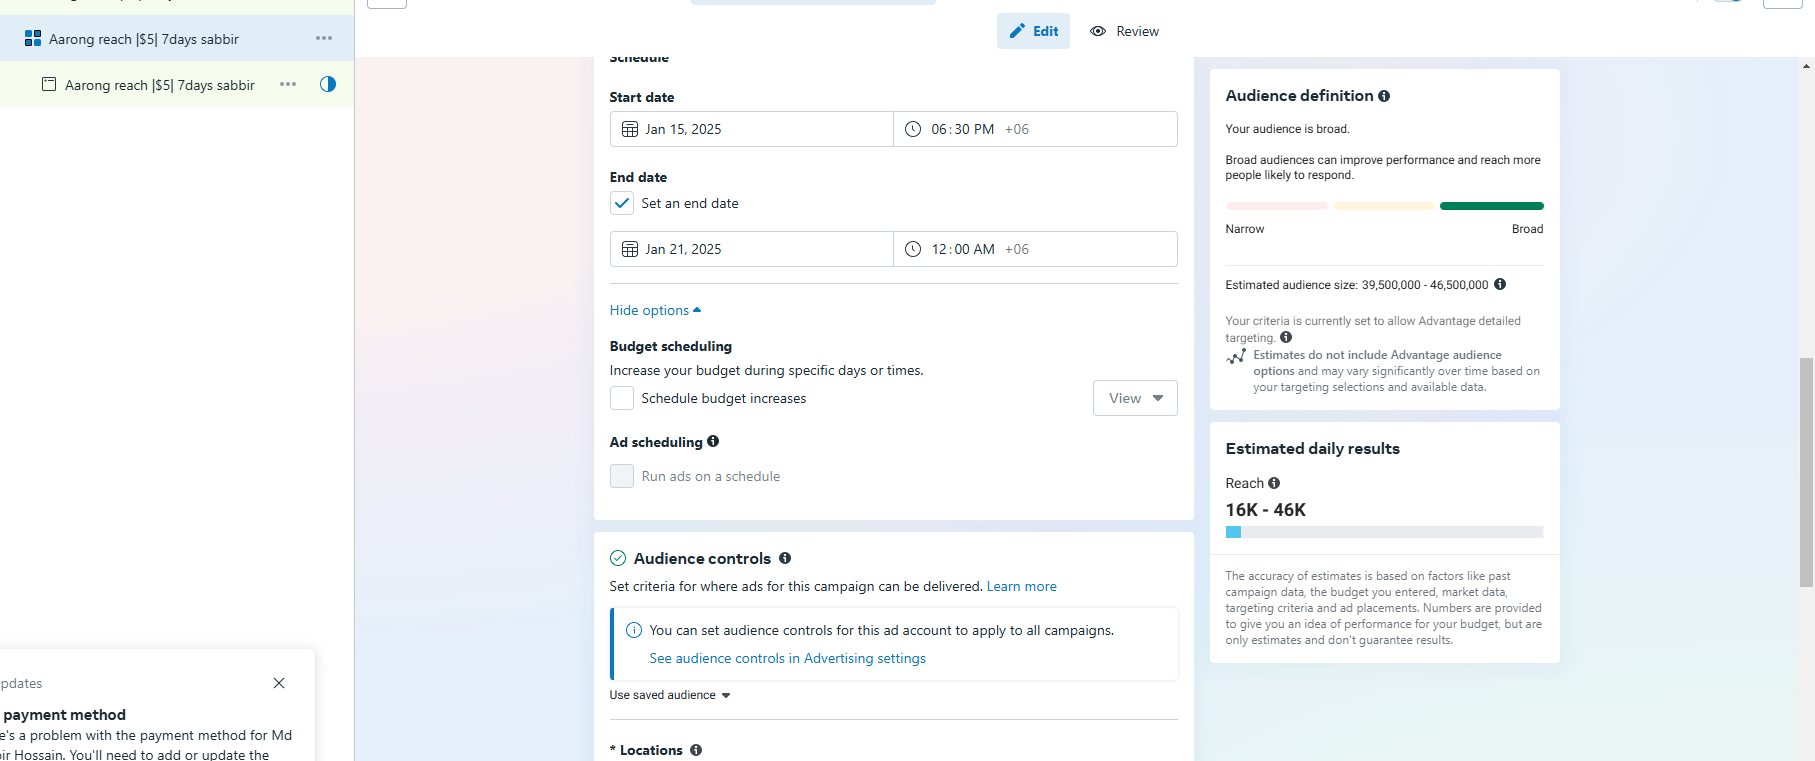 Aarong reach |$5| 7days sabbir
Aarong reach |$5| 7days sabbir
pdates
payment method
e's a problem with the payment method for Md
ir Hossain. You'll need to add or update the
Edit
Review
Schedule
Start date
Jan 15, 2025
06:30 PM +06
End date
Set an end date
Jan 21, 2025
12:00 AM +06
Hide options
Budget scheduling
Increase your budget during specific days or times.
Schedule budget increases
View
Ad scheduling
Run ads on a schedule
Audience controls
Set criteria for where ads for this campaign can be delivered. Learn more
You can set audience controls for this ad account to apply to all campaigns.
See audience controls in Advertising settings
Use saved audience
* Locations
Audience definition
Your audience is broad.
Broad audiences can improve performance and reach more
people likely to respond.
Narrow
Broad
Estimated audience size: 39,500,000 - 46,500,000
Your criteria is currently set to allow Advantage detailed
targeting.
Estimates do not include Advantage audience
options and may vary significantly over time based on
your targeting selections and available data.
Estimated daily results
Reach
16K - 46K
The accuracy of estimates is based on factors like past
campaign data, the budget you entered, market data,
targeting criteria and ad placements. Numbers are provided
to give you an idea of performance for your budget, but are
only estimates and don't guarantee results.